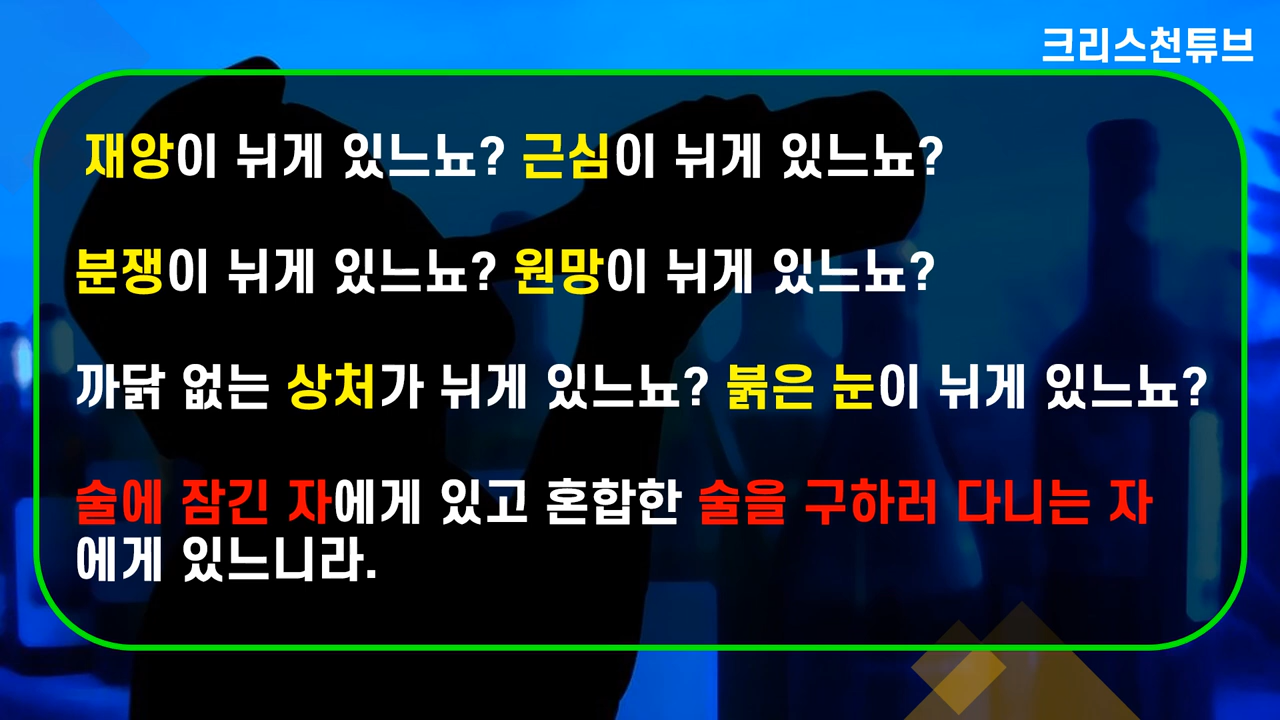 크리스천튜브
재앙이 뉘게 있느뇨? 근심이 뉘게 있느뇨?
분쟁이 뉘게 있느뇨? 원망이 뉘게 있느뇨?
까닭 없는 상처가 뉘게 있느뇨? 붉은 눈이 뉘게 있느뇨?
술에 잠긴 자에게 있고 혼합한 술을 구하러 다니는 자
에게 있느니라.